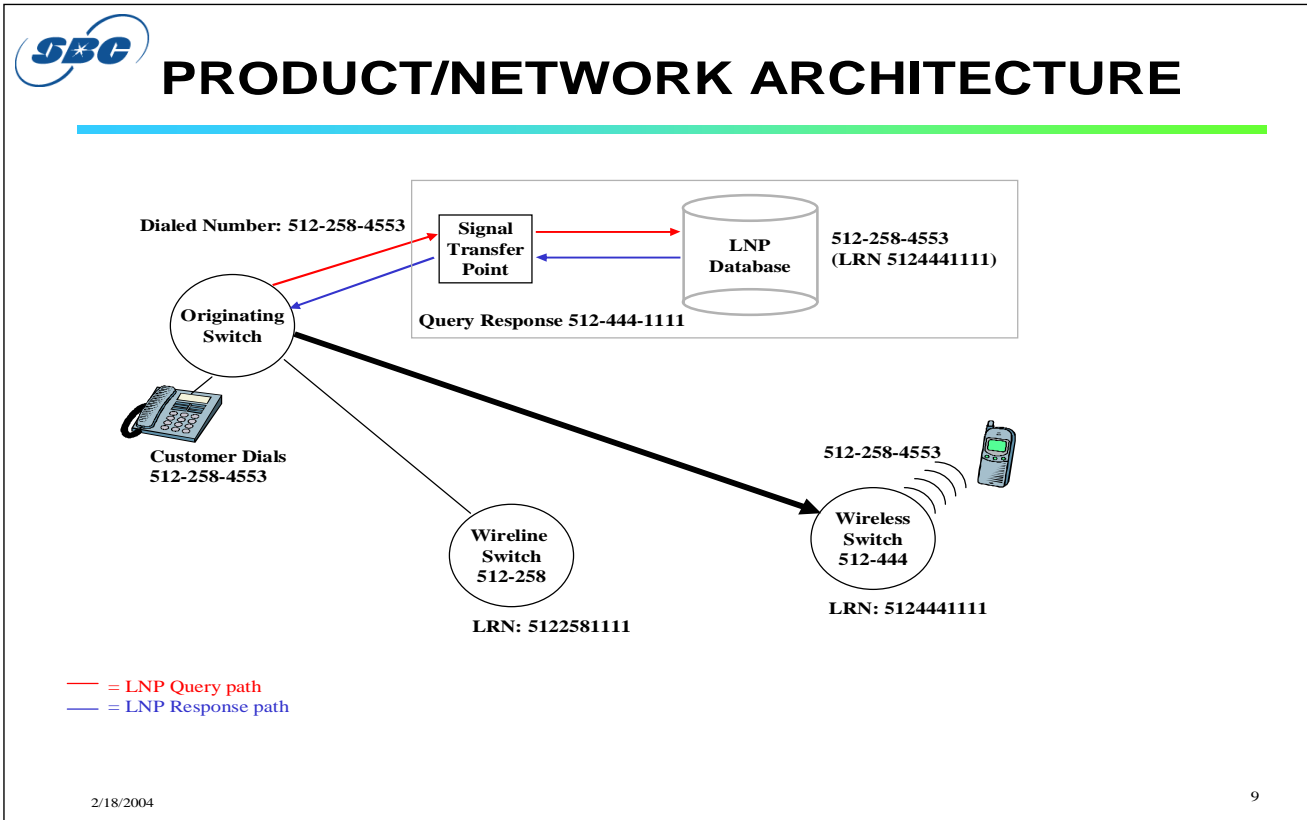 SBC
PRODUCT/NETWORK ARCHITECTURE
Dialed Number: 512-258-4553
Signal
Transfer
Point
LNP
Database
512-258-4553
(LRN 5124441111)
Originating
Switch
Query Response 512-444-1111
Customer Dials
512-258-4553
512-258-4553
Wireline
Switch
512-258
Wireless
Switch
512-444
LRN: 5122581111
LRN: 5124441111
= LNP Query path
= LNP Response path
2/18/2004
9